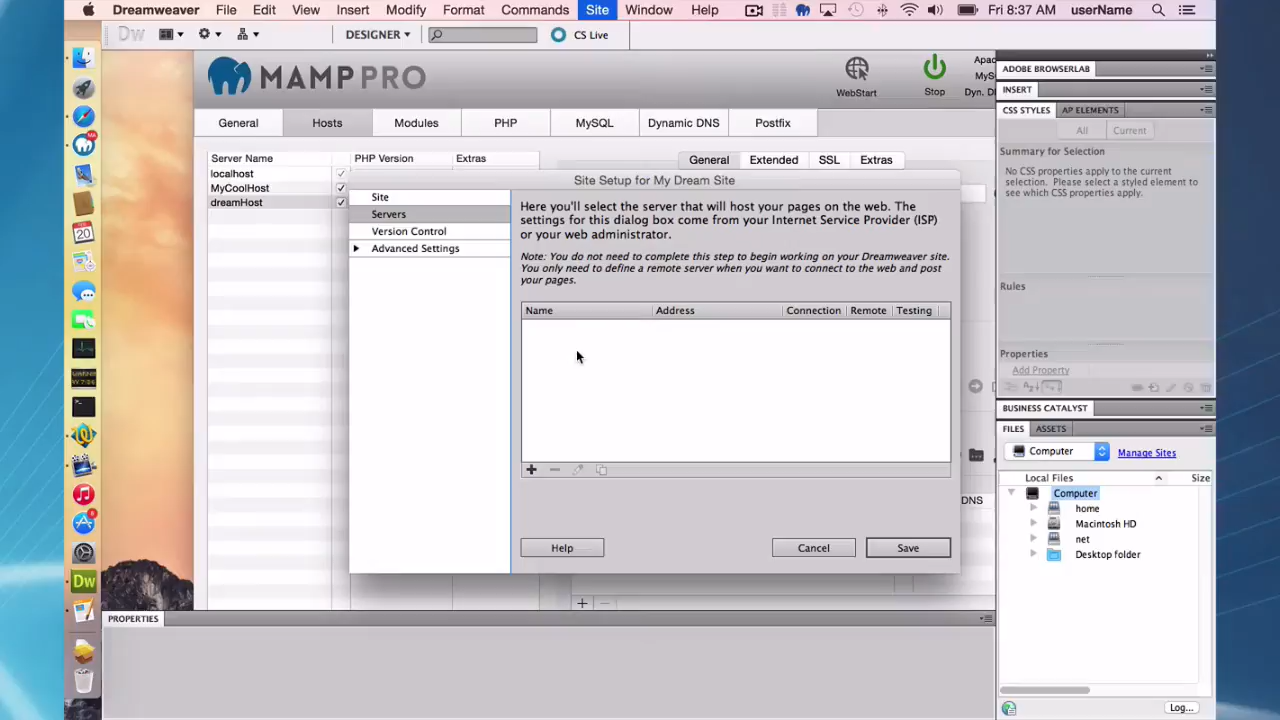 Dreamweaver File Edit View Insert Modify Format Commands Site Window Help Fri 8:37 AM userName
Dw DESIGNER CS Live
MAMP PRO
WebStart
Stop
Apac
MyS
Dyn. D
General Hosts Modules PHP MySQL Dynamic DNS Postfix
Server Name PHP Version Extras
localhost
MyCoolHost
dreamHost
General Extended SSL Extras
Site Setup for My Dream Site
Site
Servers
Version Control
Advanced Settings
Here you'll select the server that will host your pages on the web. The
settings for this dialog box come from your Internet Service Provider (ISP)
or your web administrator.
Note: You do not need to complete this step to begin working on your Dreamweaver site.
You only need to define a remote server when you want to connect to the web and post
your pages.
Name Address Connection Remote Testing
Help Cancel Save
DNS
PROPERTIES
ADOBE BROWSERLAB
INSERT
CSS STYLES AP ELEMENTS
All Current
Summary for Selection
No CSS properties apply to the current
selection. Please select a styled element to
see which CSS properties apply.
Rules
Properties
Add Property
BUSINESS CATALYST
FILES ASSETS
Computer Manage Sites
Local Files Size
Computer
home
Macintosh HD
net
Desktop folder
Log...
20
Dw